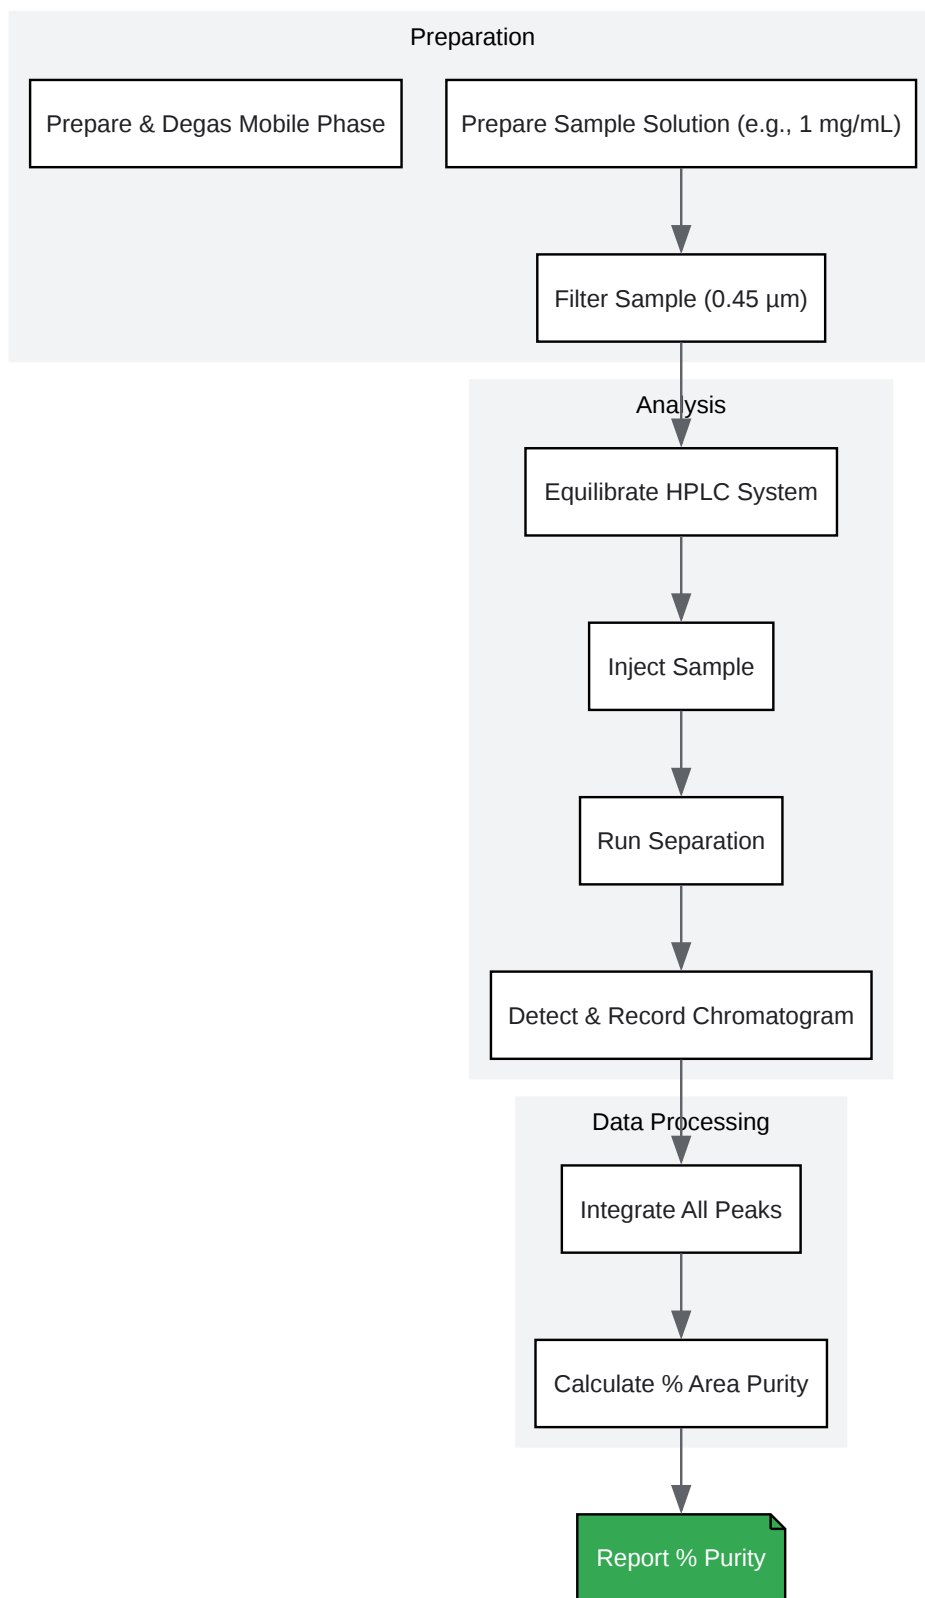 Preparation
Prepare & Degas Mobile Phase
Prepare Sample Solution (e.g., 1 mg/mL)
Filter Sample (0.45 µm)
Analysis
Equilibrate HPLC System
Inject Sample
Run Separation
Detect & Record Chromatogram
Data Processing
Integrate All Peaks
Calculate % Area Purity
Report % Purity